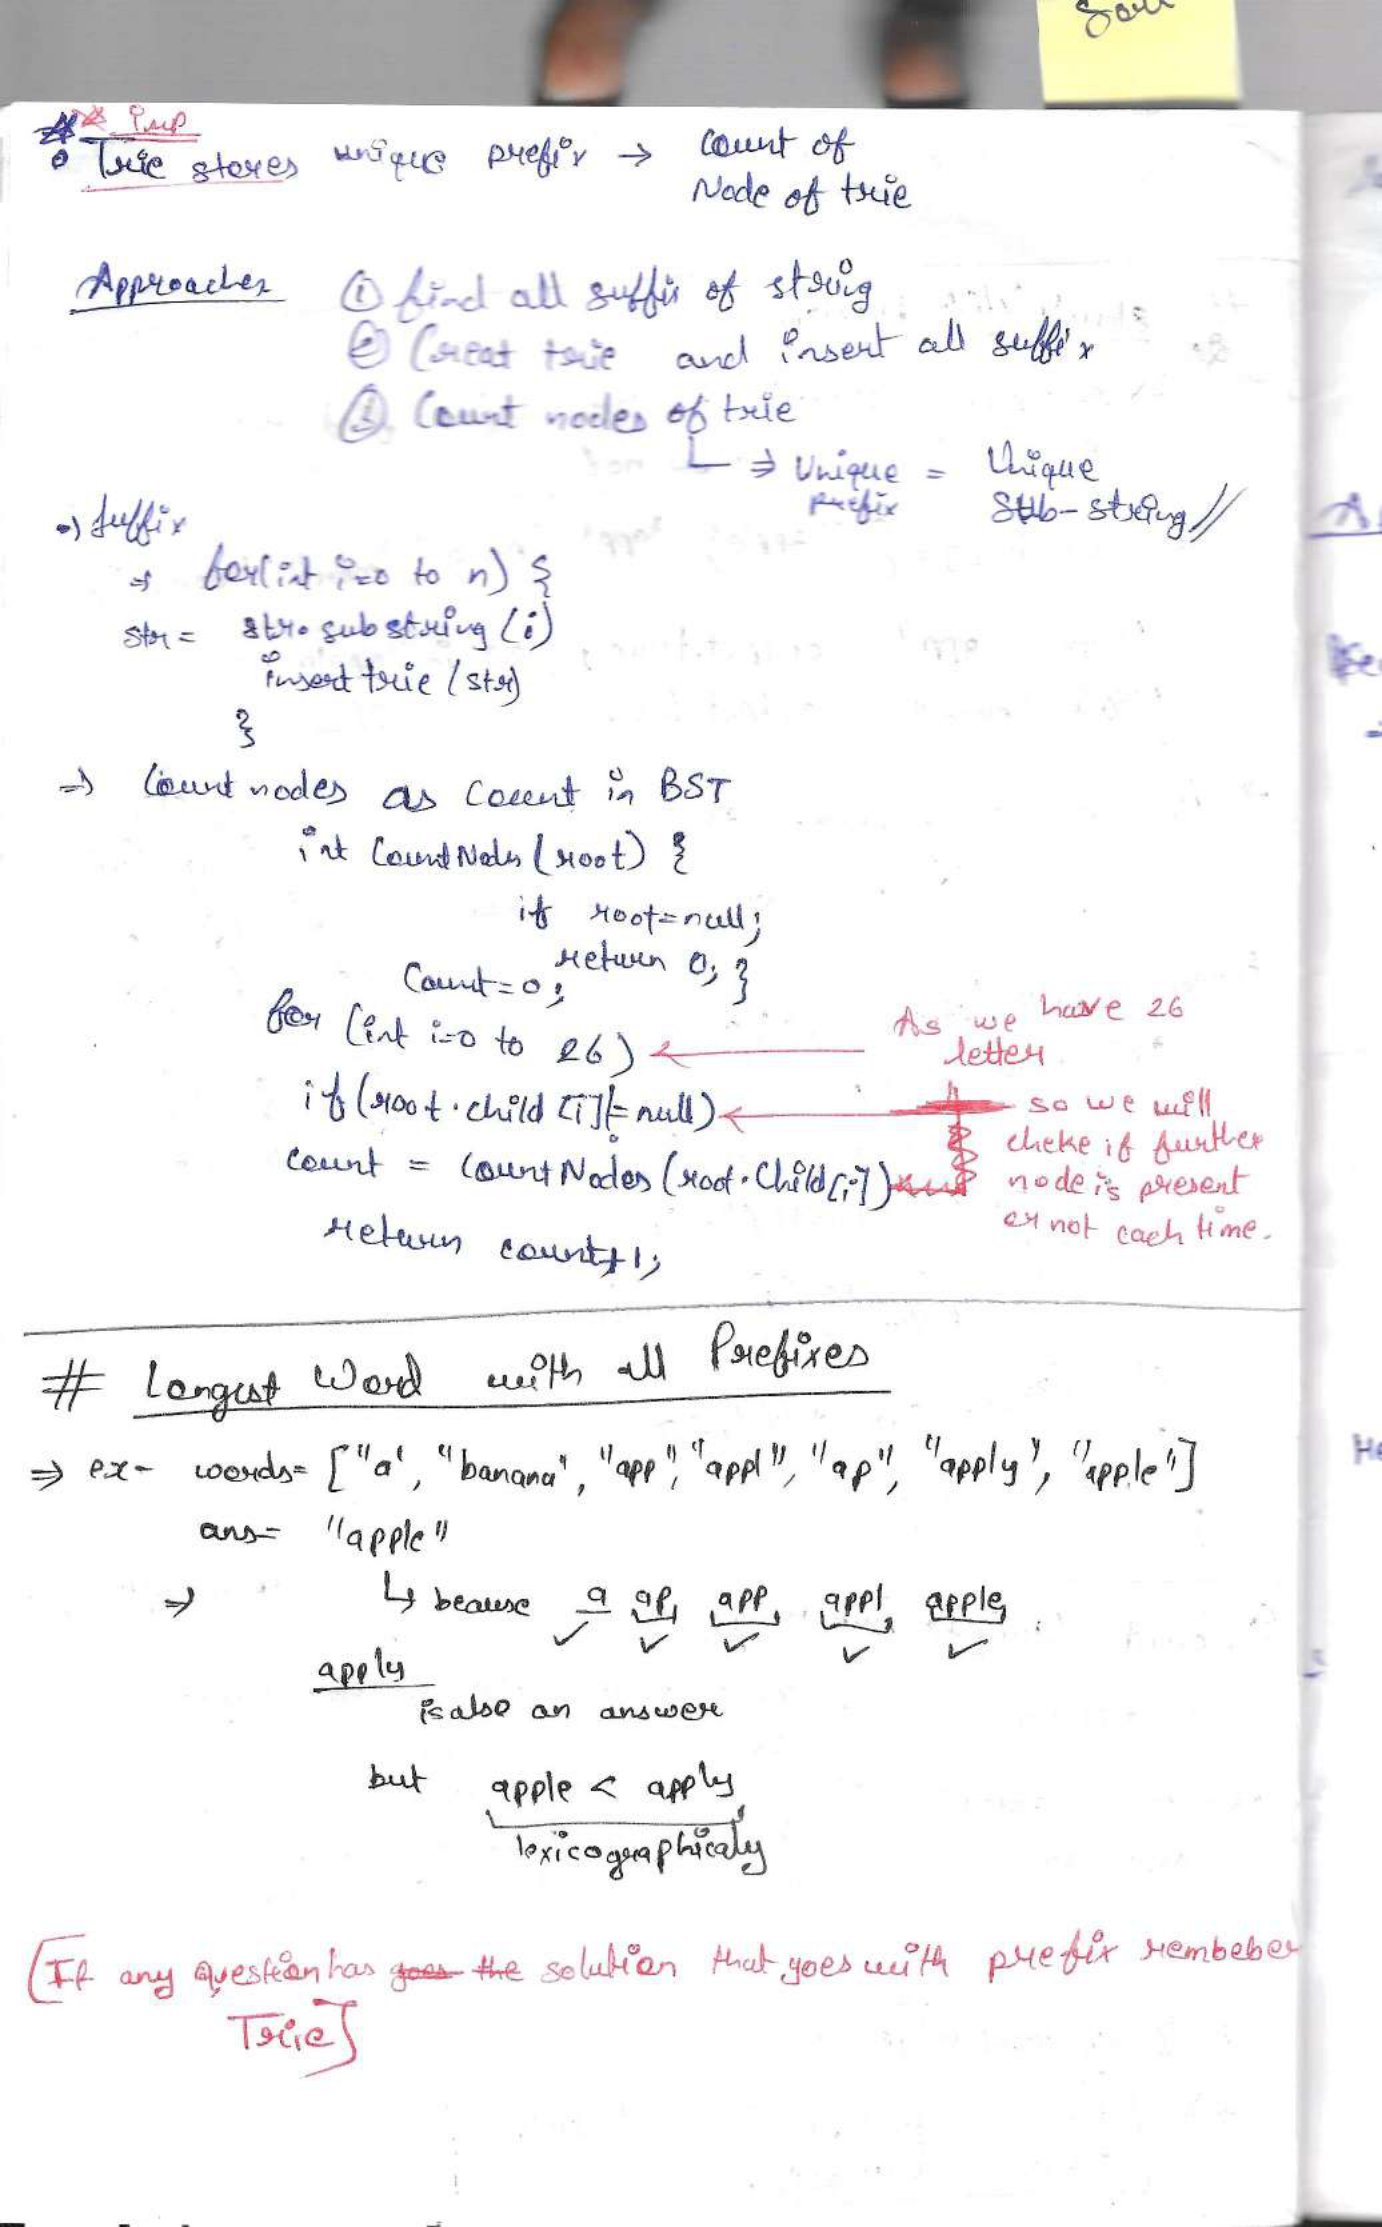 Imp
Trie stores unique prefix → Count of
Node of trie
Approaches ① find all suffix of string
② Creat trie and insert all suffix
③ Count nodes of trie
⇒ Unique prefix = Unique Sub-string //
⇒ Suffix
⇒ for(int i=0 to n) {
str = str.substring(i)
insert trie (str)
}
⇒ Count nodes as count in BST
int CountNodes (root) {
if root=null;
return 0; }
Count=0;
for (int i=0 to 26) ← As we have 26 letter
if(root.child[i]!=null) ← so we will
cheke if further
node is present
or not each time.
count = countNodes(root.Child[i])
return count+1;
# Longest Word with all Prefixes
⇒ ex- words= ["a", "banana", "app", "appl", "ap", "apply", "apple"]
ans= "apple"
⇒ ↳ beause a ✓ ap, ✓ app, ✓ appl, ✓ apple, ✓
apply
is also an answer
but apple < apply
lexicographicaly
[If any Question has goes the solution that goes with prefix rembeber
Trie]